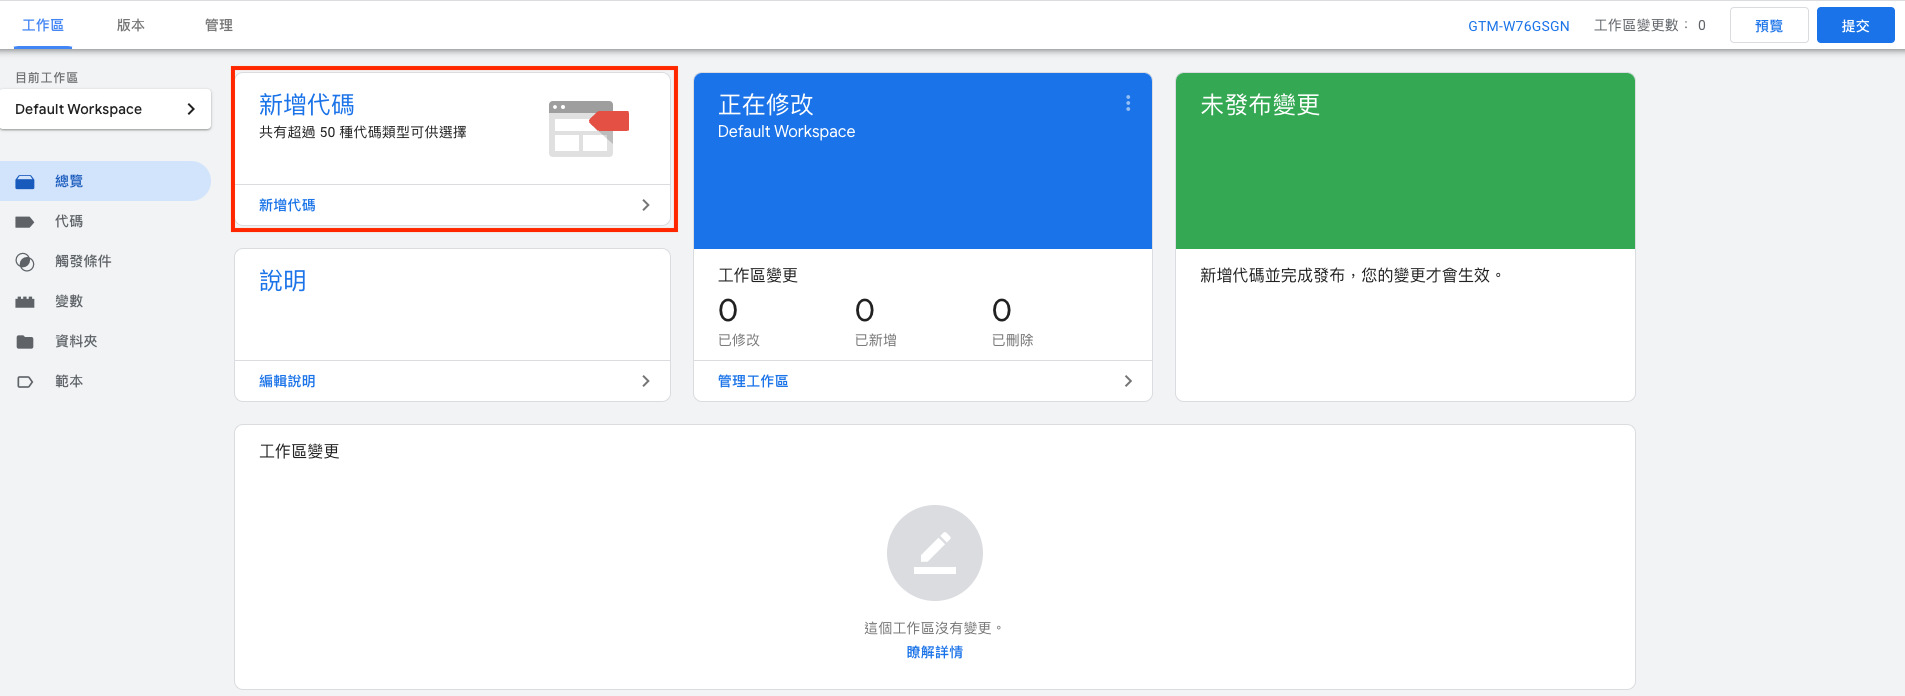 工作區
版本
管理
GTM-W76GSGN
工作區變更數： 0
預覽
提交
目前工作區
Default Workspace
總覽
代碼
觸發條件
變數
資料夾
範本
新增代碼
共有超過 50 種代碼類型可供選擇
新增代碼
說明
編輯說明
正在修改
Default Workspace
工作區變更
0 0 0
已修改 已新增 已刪除
管理工作區
未發布變更
新增代碼並完成發布，您的變更才會生效。
工作區變更
這個工作區沒有變更。
瞭解詳情